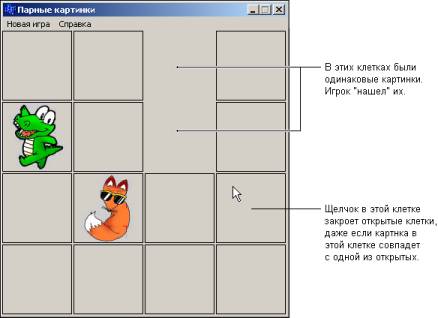 Парные картинки
Новая игра Справка
В этих клетках были
одинаковые картинки.
Игрок "нашел" их.
Щелчок в этой клетке
закроет открытые клетки,
даже если картнка в
этой клетке совпадет
с одной из открытых.